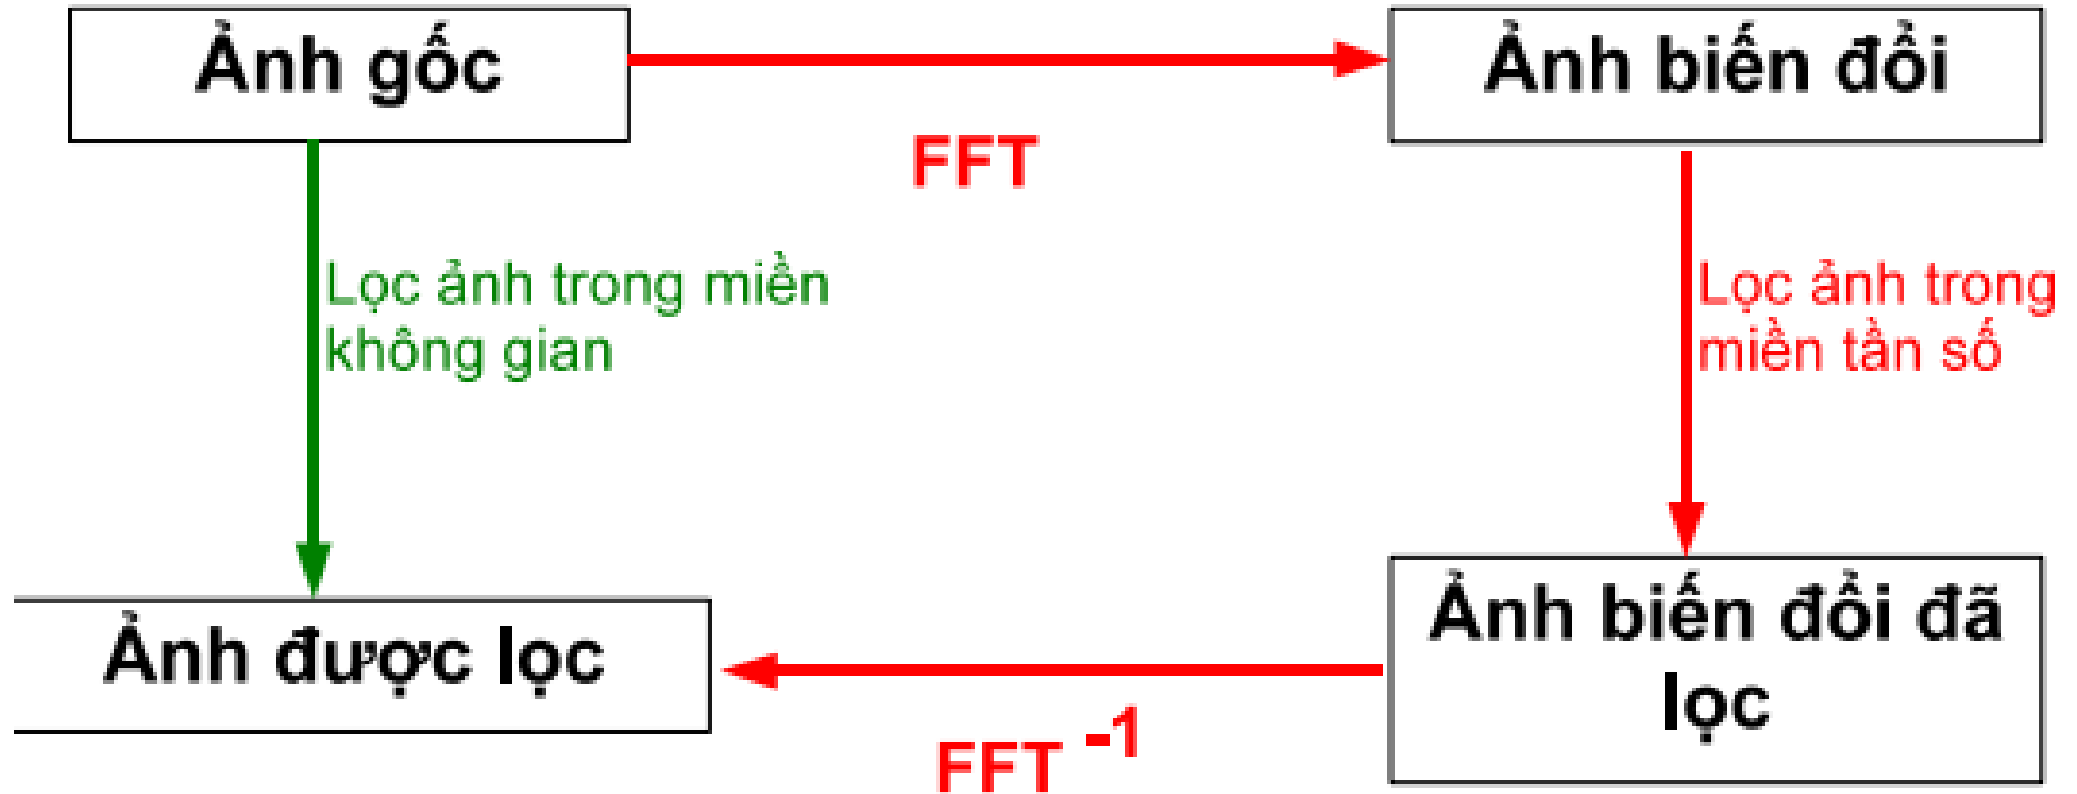 Ảnh gốc
Ảnh biến đổi
FFT
Lọc ảnh trong miền
không gian
Lọc ảnh trong
miền tần số
Ảnh được lọc
Ảnh biến đổi đã
lọc
FFT -1